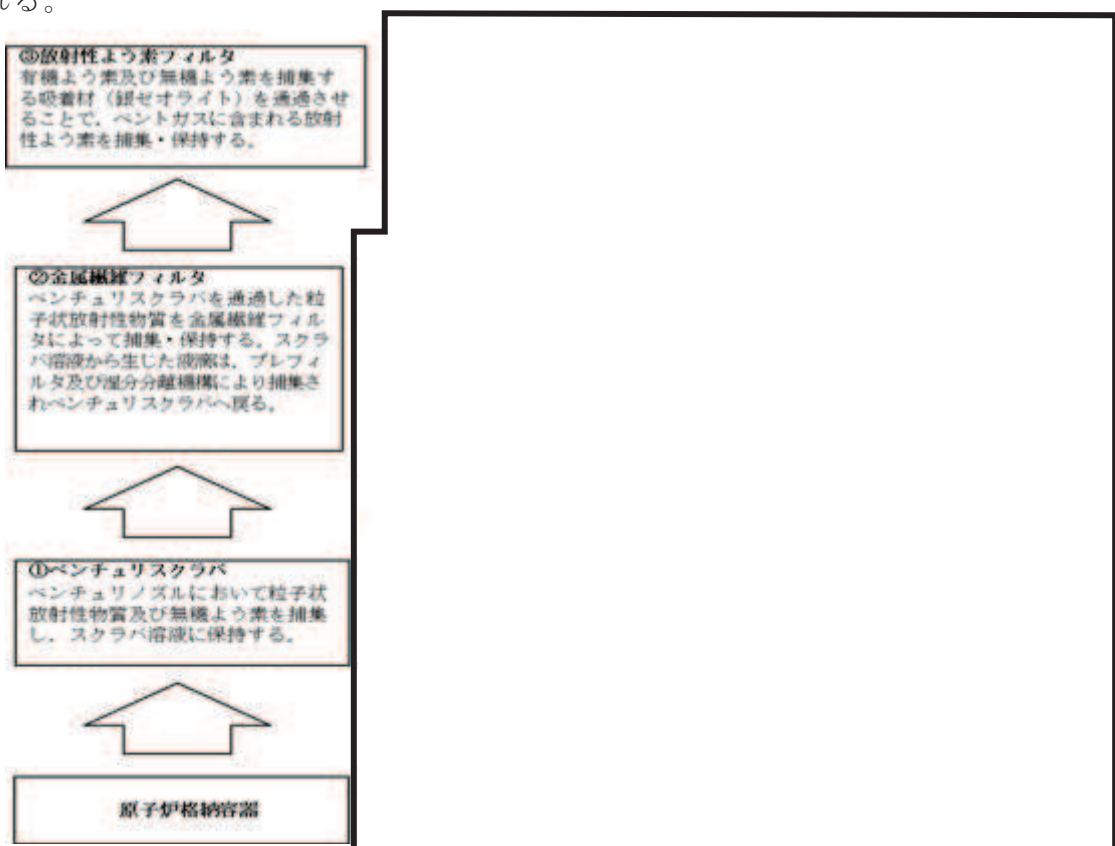 れる。
③放射性よう素フィルタ
有機よう素及び無機よう素を捕集す
る吸着材（銀ゼオライト）を通過させ
ることで，ベントガスに含まれる放射
性よう素を捕集・保持する。
②金属繊維フィルタ
ベンチュリスクラバを通過した粒
子状放射性物質を金属繊維フィル
タによって捕集・保持する。スクラ
バ溶液から生じた液滴は，プレフィ
ルタ及び湿分分離機構により捕集さ
れベンチュリスクラバへ戻る。
①ベンチュリスクラバ
ベンチュリノズルにおいて粒子状
放射性物質及び無機よう素を捕集
し，スクラバ溶液に保持する。
原子炉格納容器